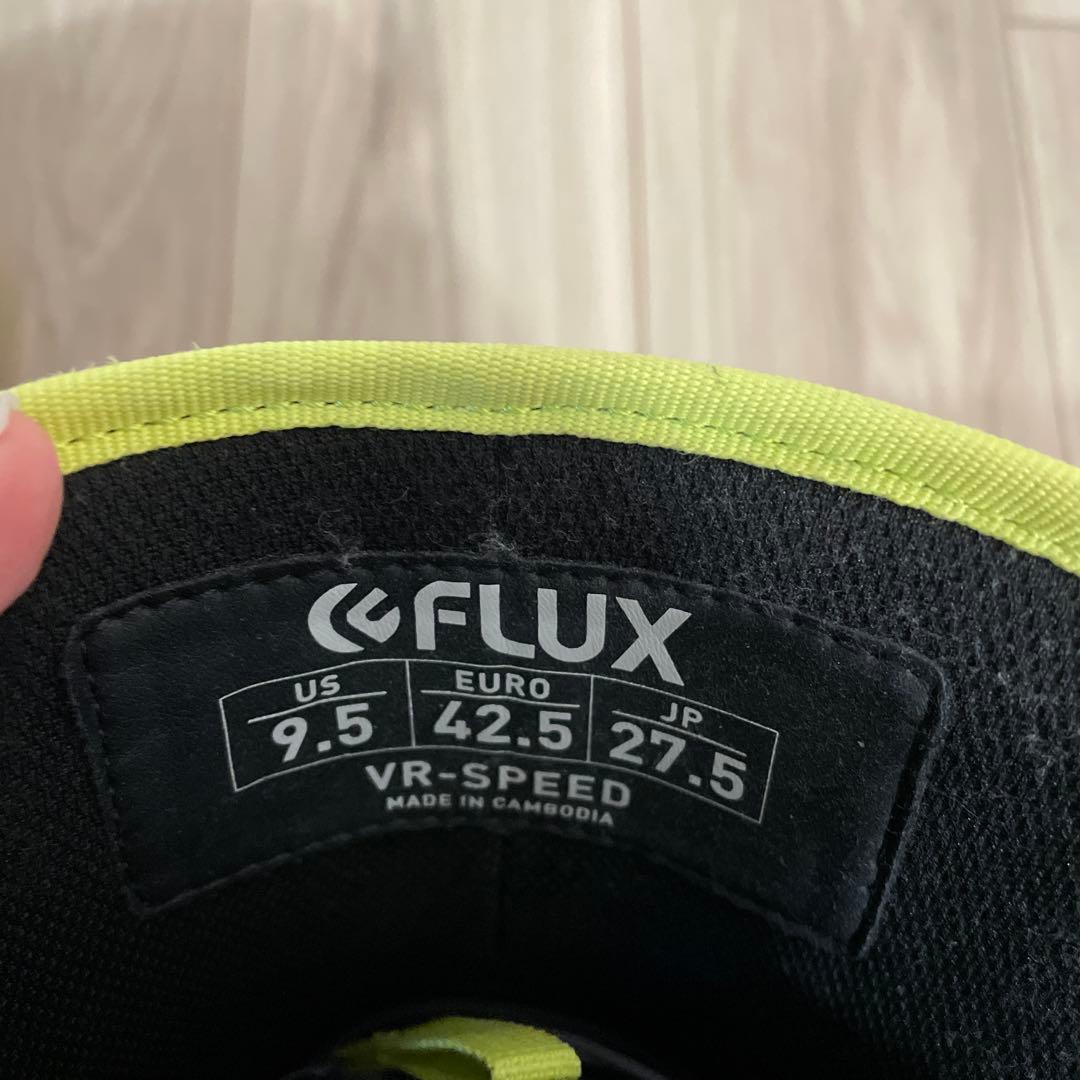 FLUX
US EURO JP
9.5 42.5 27.5
VR-SPEED
MADE IN CAMBODIA